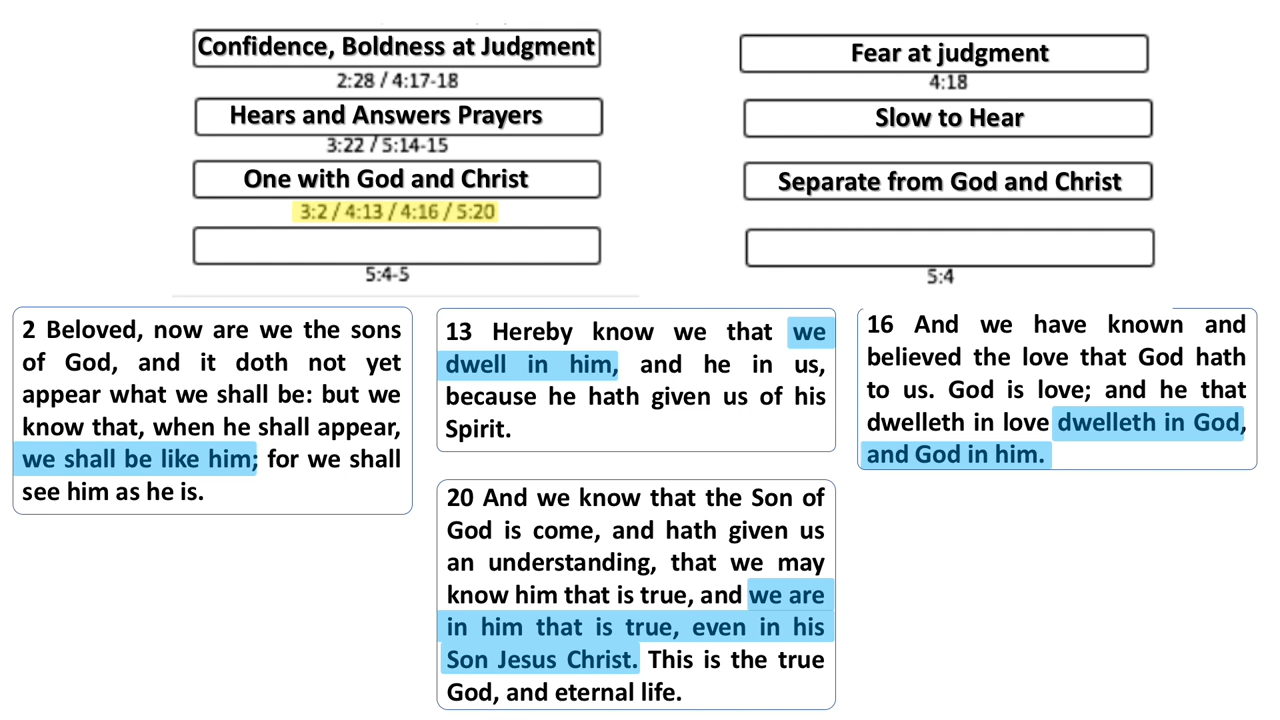 Confidence, Boldness at Judgment
2:28 / 4:17-18
Hears and Answers Prayers
3:22 / 5:14-15
One with God and Christ
3:2 / 4:13 / 4:16 / 5:20
5:4-5
Fear at judgment
4:18
Slow to Hear
Separate from God and Christ
5:4
2 Beloved, now are we the sons
of God, and it doth not yet
appear what we shall be: but we
know that, when he shall appear,
we shall be like him; for we shall
see him as he is.
13 Hereby know we that we
dwell in him, and he in us,
because he hath given us of his
Spirit.
16 And we have known and
believed the love that God hath
to us. God is love; and he that
dwelleth in love dwelleth in God,
and God in him.
20 And we know that the Son of
God is come, and hath given us
an understanding, that we may
know him that is true, and we are
in him that is true, even in his
Son Jesus Christ. This is the true
God, and eternal life.